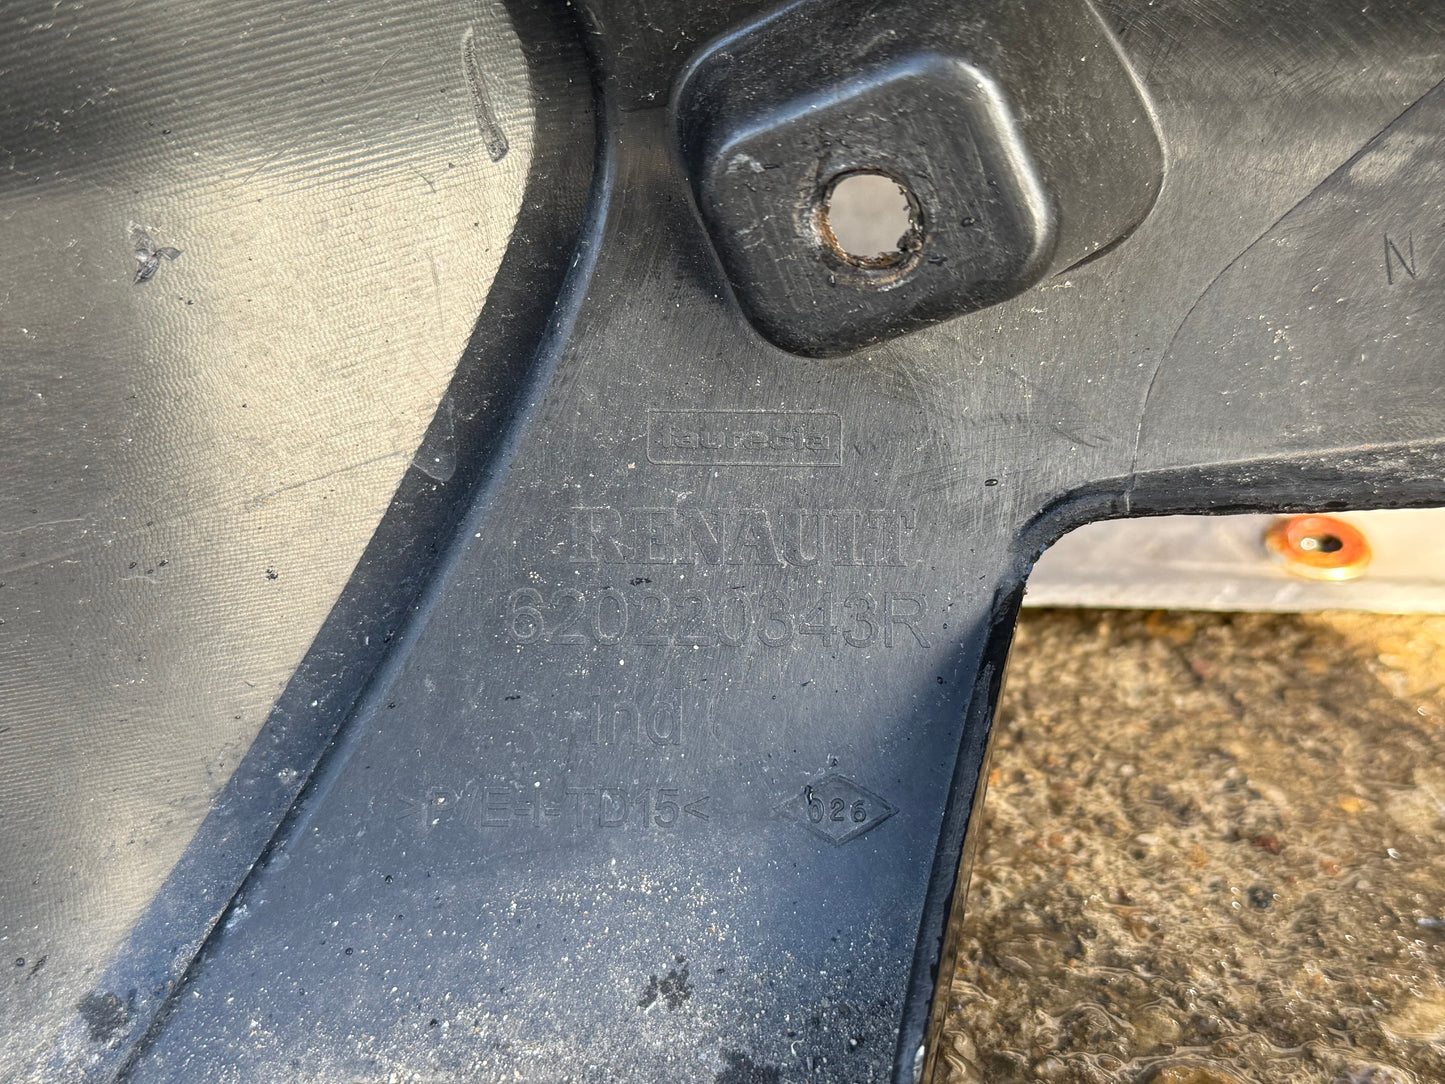 N
faurecia
RENAULT
620220343R
ind
>P/E-I-TD15<
026